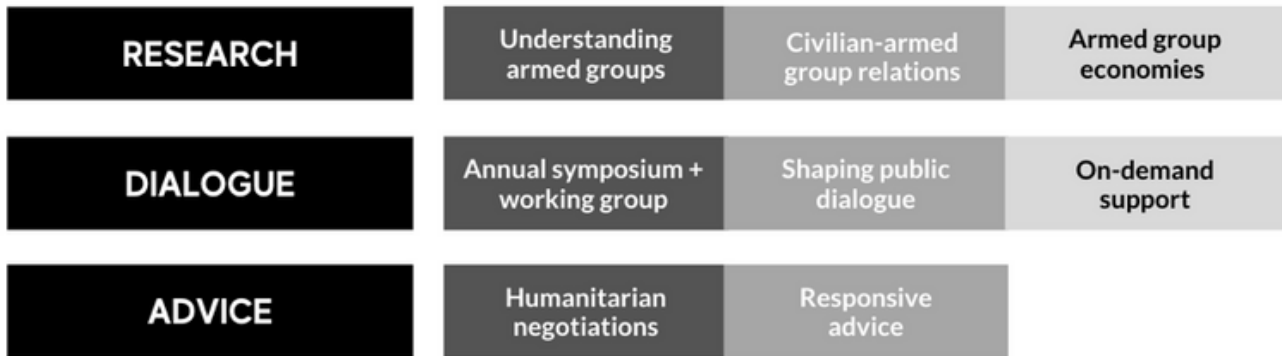 RESEARCH
Understanding
armed groups
Civilian-armed
group relations
Armed group
economies
DIALOGUE
Annual symposium +
working group
Shaping public
dialogue
On-demand
support
ADVICE
Humanitarian
negotiations
Responsive
advice